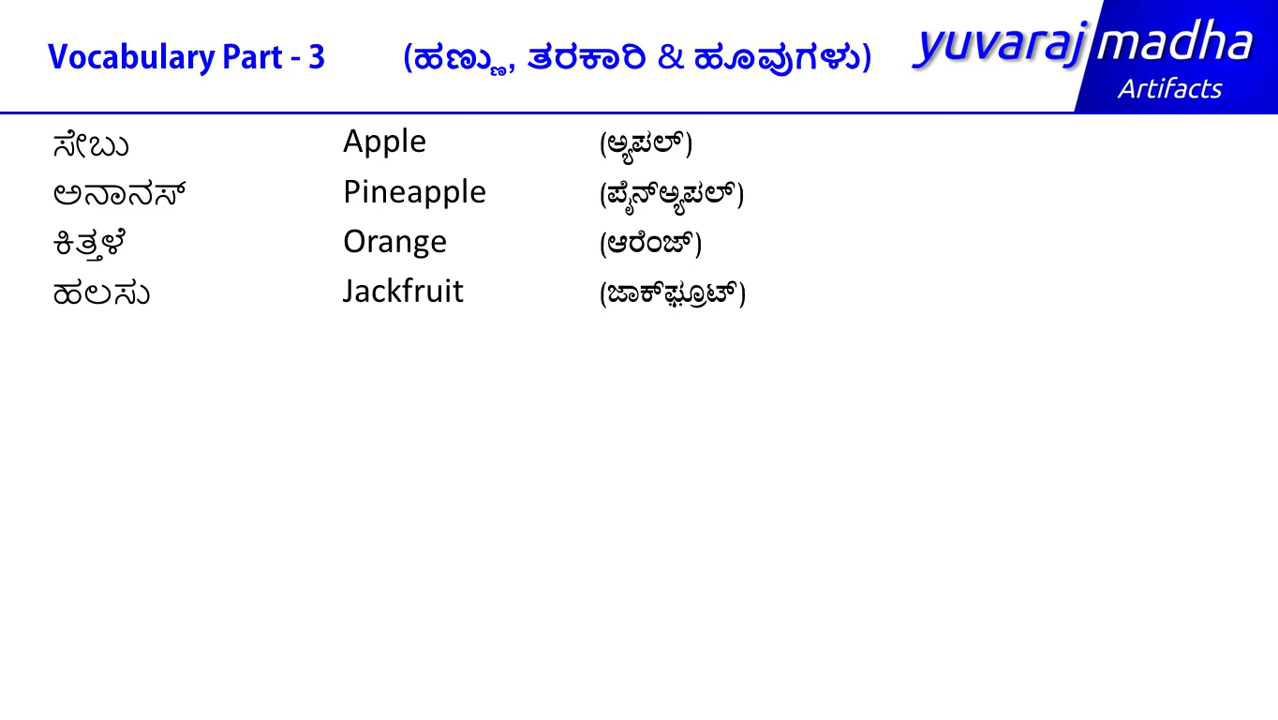 Vocabulary Part - 3 (ಹಣ್ಣು, ತರಕಾರಿ & ಹೂವುಗಳು) yuvaraj madha
Artifacts
ಸೇಬು Apple (ಆ್ಯಪಲ್)
ಅನಾನಸ್ Pineapple (ಪೈನ್ಆ್ಯಪಲ್)
ಕಿತ್ತಳೆ Orange (ಆರೆಂಜ್)
ಹಲಸು Jackfruit (ಜಾಕ್‌ಫ್ರೂಟ್)